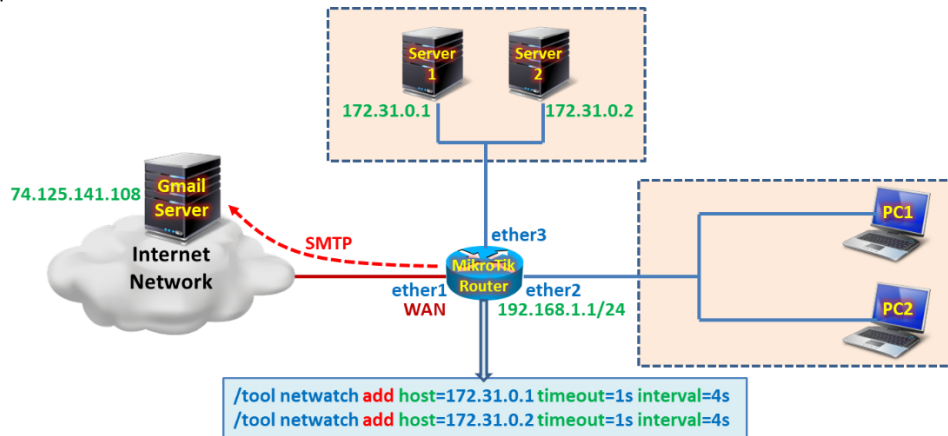 Server
1
Server
2
172.31.0.1
172.31.0.2
74.125.141.108
Gmail
Server
Internet
Network
SMTP
ether3
MikroTik
Router
ether1
WAN
ether2
192.168.1.1/24
PC1
PC2
/tool netwatch add host=172.31.0.1 timeout=1s interval=4s
/tool netwatch add host=172.31.0.2 timeout=1s interval=4s